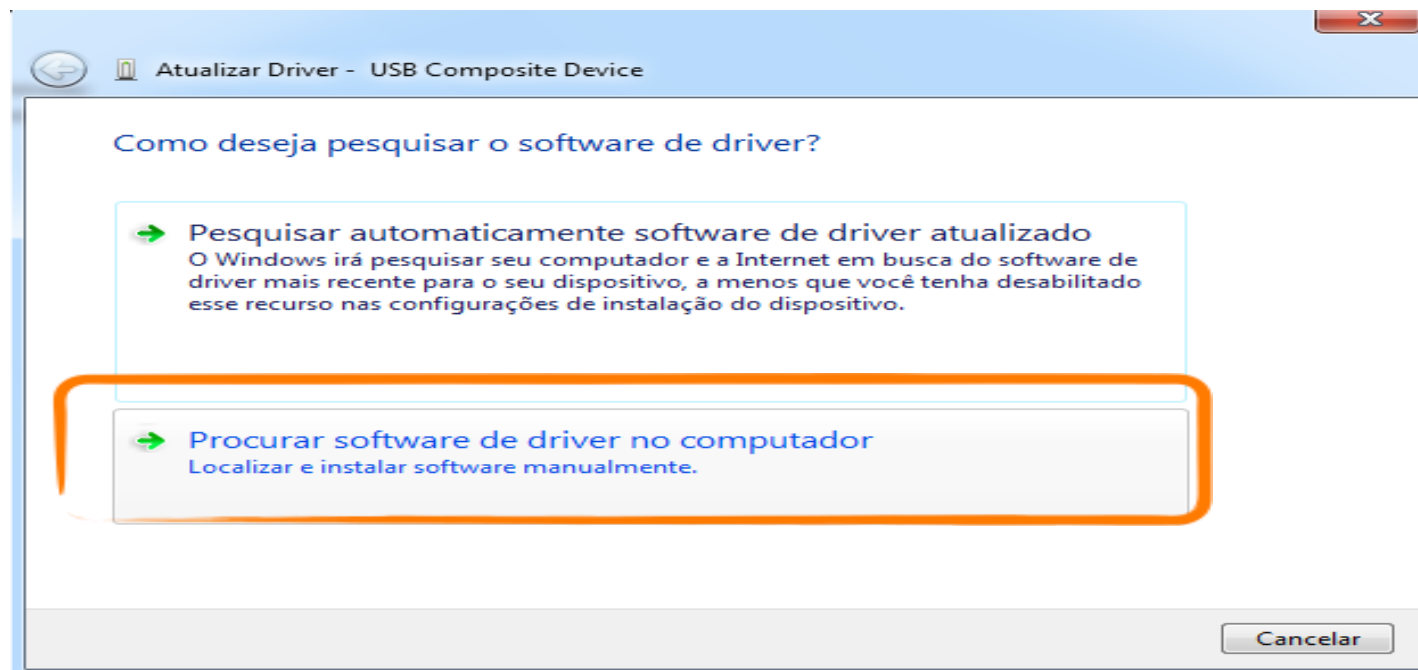 Atualizar Driver - USB Composite Device
Como deseja pesquisar o software de driver?
Pesquisar automaticamente software de driver atualizado
O Windows irá pesquisar seu computador e a Internet em busca do software de
driver mais recente para o seu dispositivo, a menos que você tenha desabilitado
esse recurso nas configurações de instalação do dispositivo.
Procurar software de driver no computador
Localizar e instalar software manualmente.
Cancelar